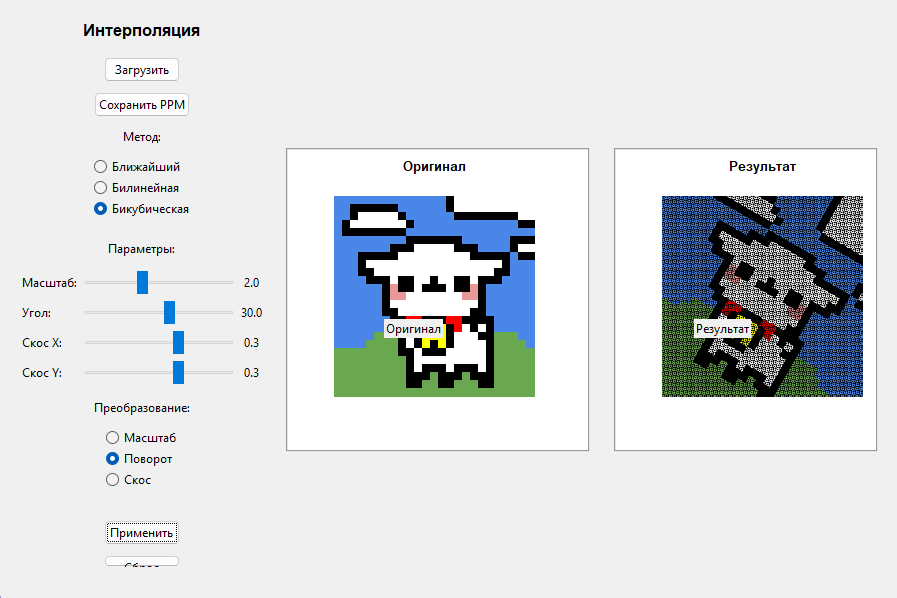 Интерполяция
Загрузить
Сохранить PPM
Метод:
Ближайший
Билинейная
Бикубическая
Параметры:
Масштаб: 2.0
Угол: 30.0
Скос X: 0.3
Скос Y: 0.3
Преобразование:
Масштаб
Поворот
Скос
Применить
Оригинал
Оригинал
Результат
Результат